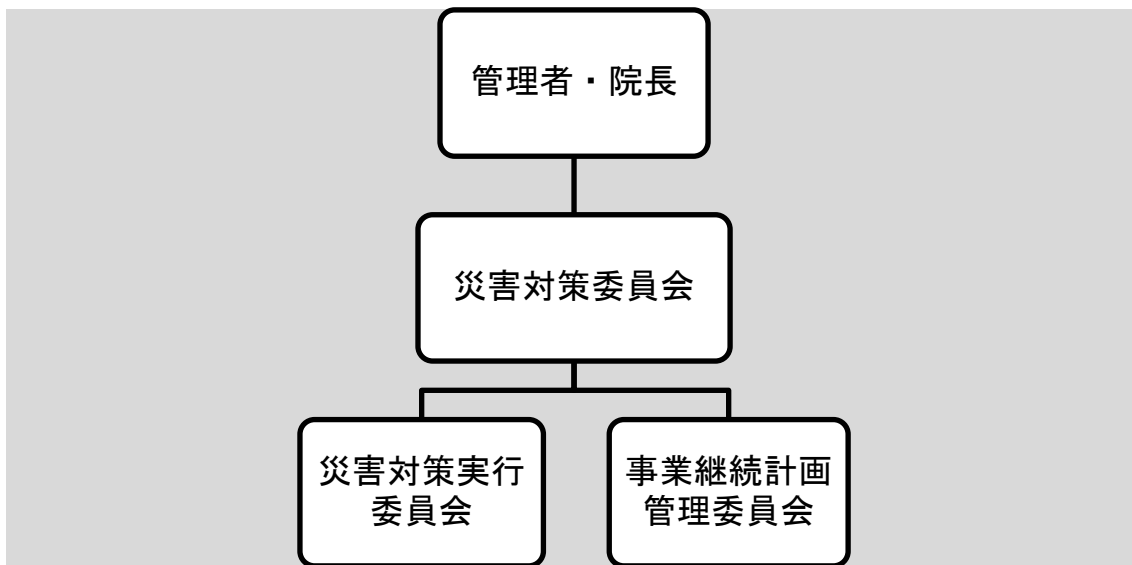 管理者・院長
災害対策委員会
災害対策実行
委員会
事業継続計画
管理委員会